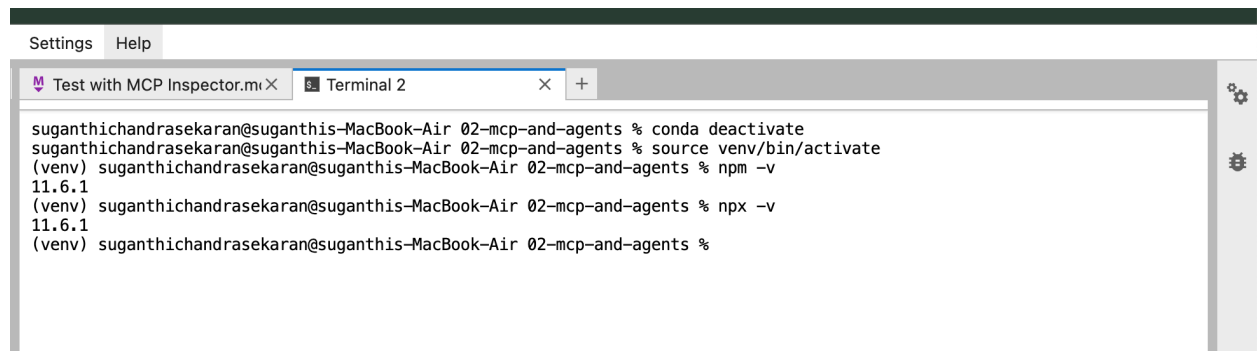 Settings Help
Test with MCP Inspector.m Terminal 2
suganthichandrasekaran@suganthis-MacBook-Air 02-mcp-and-agents % conda deactivate
suganthichandrasekaran@suganthis-MacBook-Air 02-mcp-and-agents % source venv/bin/activate
(venv) suganthichandrasekaran@suganthis-MacBook-Air 02-mcp-and-agents % npm -v
11.6.1
(venv) suganthichandrasekaran@suganthis-MacBook-Air 02-mcp-and-agents % npx -v
11.6.1
(venv) suganthichandrasekaran@suganthis-MacBook-Air 02-mcp-and-agents %